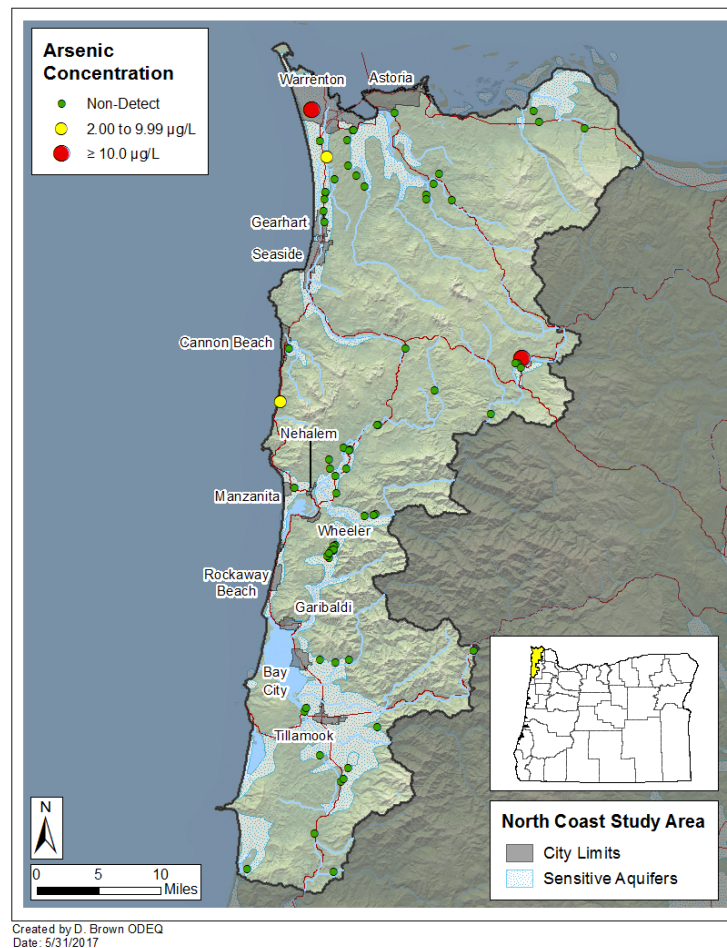 Arsenic
Concentration
Non-Detect
2.00 to 9.99 µg/L
≥ 10.0 µg/L
Warrenton
Astoria
Gearhart
Seaside
Cannon Beach
Nehalem
Manzanita
Wheeler
Rockaway
Beach
Garibaldi
Bay
City
Tillamook
N
0 5 10
Miles
North Coast Study Area
City Limits
Sensitive Aquifers
Created by D. Brown ODEQ
Date: 5/31/2017